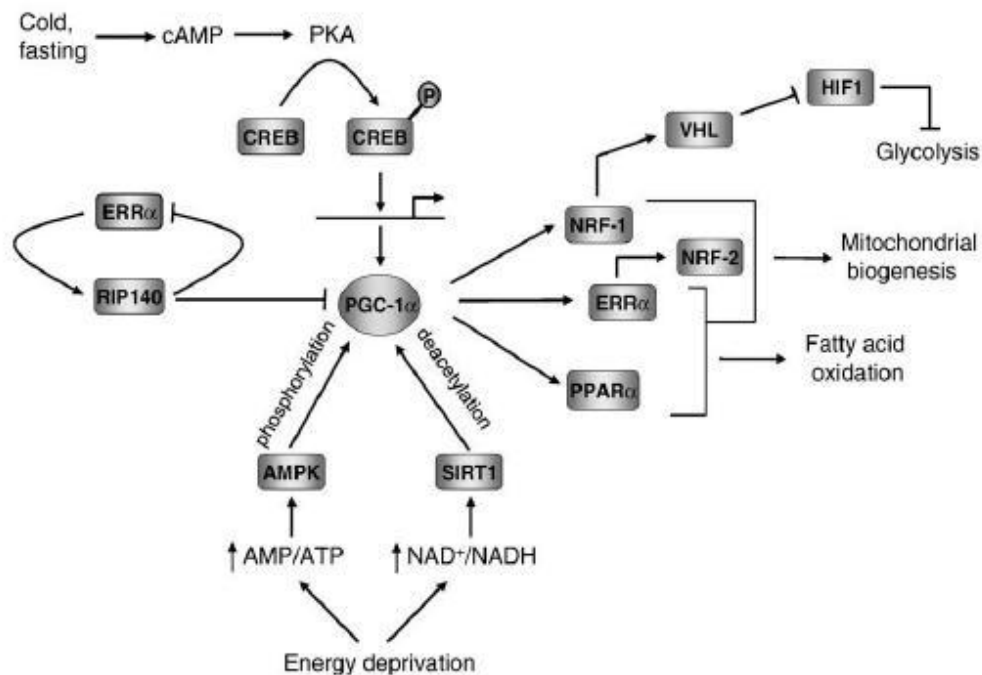 Cold,
fasting
cAMP
PKA
P
CREB
CREB
HIF1
VHL
Glycolysis
ERRα
NRF-1
NRF-2
Mitochondrial
biogenesis
RIP140
PGC-1α
ERRα
Fatty acid
oxidation
phosphorylation
deacetylation
PPARα
AMPK
SIRT1
AMP/ATP
NAD⁺/NADH
Energy deprivation